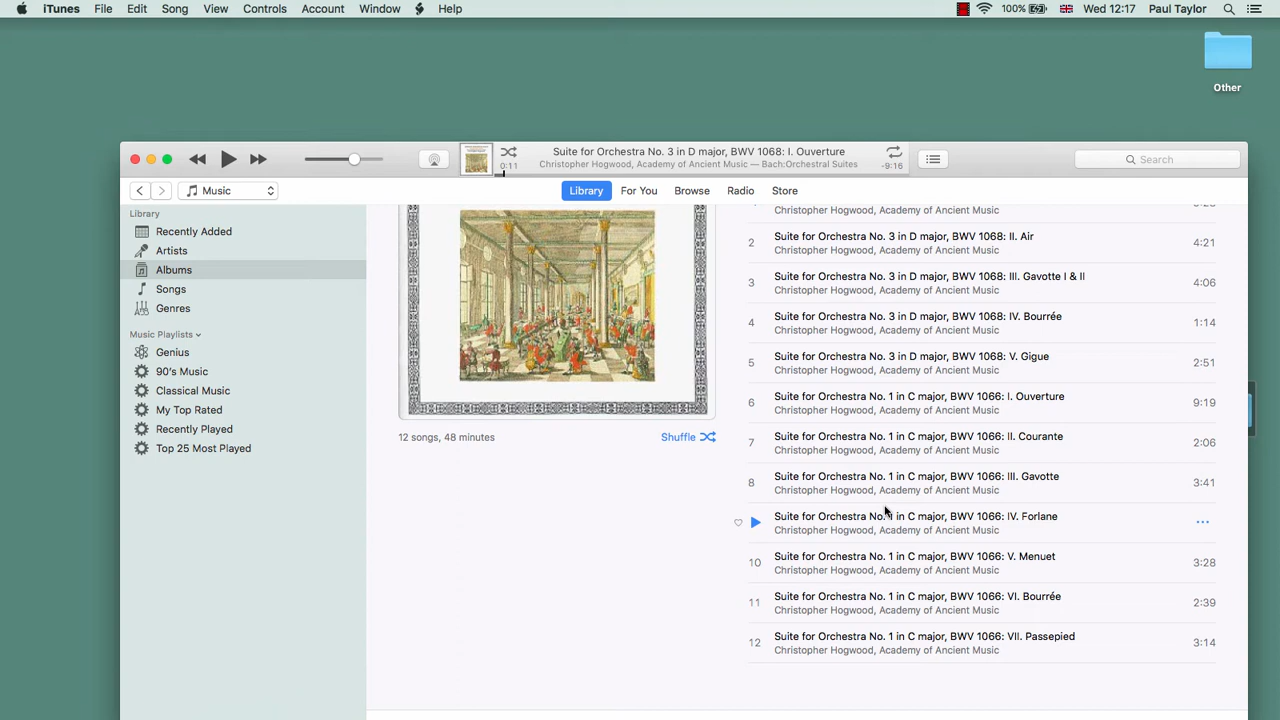 iTunes File Edit Song View Controls Account Window Help 100% Wed 12:17 Paul Taylor
Other
Suite for Orchestra No. 3 in D major, BWV 1068: I. Ouverture
0:11 Christopher Hogwood, Academy of Ancient Music — Bach:Orchestral Suites -9:16
Search
Music Library For You Browse Radio Store
Library
Recently Added
Artists
Albums
Songs
Genres
Music Playlists
Genius
90's Music
Classical Music
My Top Rated
Recently Played
Top 25 Most Played
12 songs, 48 minutes Shuffle
Christopher Hogwood, Academy of Ancient Music
2 Suite for Orchestra No. 3 in D major, BWV 1068: II. Air 4:21
Christopher Hogwood, Academy of Ancient Music
3 Suite for Orchestra No. 3 in D major, BWV 1068: III. Gavotte I & II 4:06
Christopher Hogwood, Academy of Ancient Music
4 Suite for Orchestra No. 3 in D major, BWV 1068: IV. Bourrée 1:14
Christopher Hogwood, Academy of Ancient Music
5 Suite for Orchestra No. 3 in D major, BWV 1068: V. Gigue 2:51
Christopher Hogwood, Academy of Ancient Music
6 Suite for Orchestra No. 1 in C major, BWV 1066: I. Ouverture 9:19
Christopher Hogwood, Academy of Ancient Music
7 Suite for Orchestra No. 1 in C major, BWV 1066: II. Courante 2:06
Christopher Hogwood, Academy of Ancient Music
8 Suite for Orchestra No. 1 in C major, BWV 1066: III. Gavotte 3:41
Christopher Hogwood, Academy of Ancient Music
Suite for Orchestra No. 1 in C major, BWV 1066: IV. Forlane
Christopher Hogwood, Academy of Ancient Music
10 Suite for Orchestra No. 1 in C major, BWV 1066: V. Menuet 3:28
Christopher Hogwood, Academy of Ancient Music
11 Suite for Orchestra No. 1 in C major, BWV 1066: VI. Bourrée 2:39
Christopher Hogwood, Academy of Ancient Music
12 Suite for Orchestra No. 1 in C major, BWV 1066: VII. Passepied 3:14
Christopher Hogwood, Academy of Ancient Music